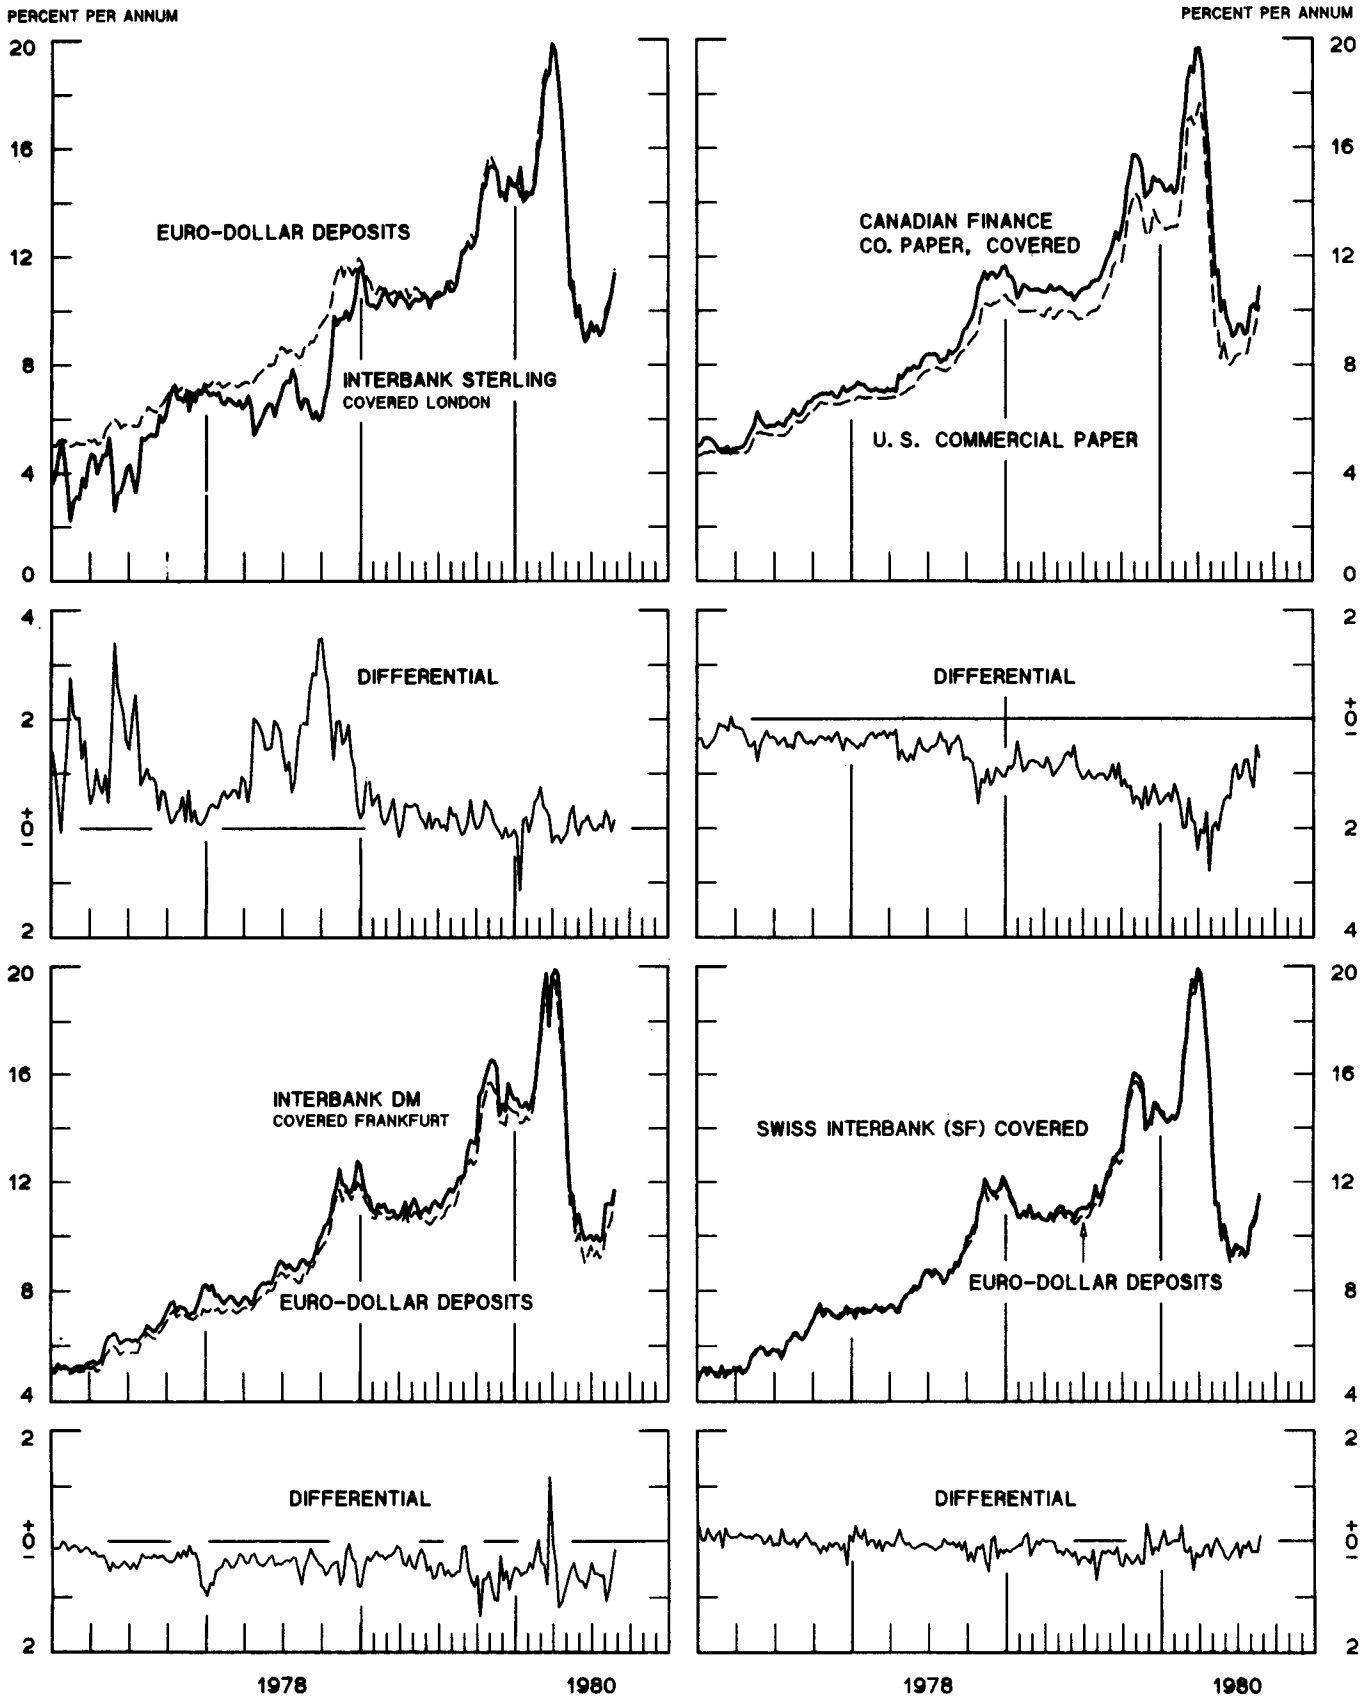 PERCENT PER ANNUM
PERCENT PER ANNUM
20
16
12
8
4
0
EURO-DOLLAR DEPOSITS
INTERBANK STERLING
COVERED LONDON
20
16
12
8
4
0
CANADIAN FINANCE
CO. PAPER, COVERED
U. S. COMMERCIAL PAPER
4
2
+
0
−
2
DIFFERENTIAL
2
+
0
−
2
4
DIFFERENTIAL
20
16
12
8
4
INTERBANK DM
COVERED FRANKFURT
EURO-DOLLAR DEPOSITS
20
16
12
8
4
SWISS INTERBANK (SF) COVERED
EURO-DOLLAR DEPOSITS
2
+
0
−
2
DIFFERENTIAL
2
+
0
−
2
DIFFERENTIAL
1978 1980
1978 1980